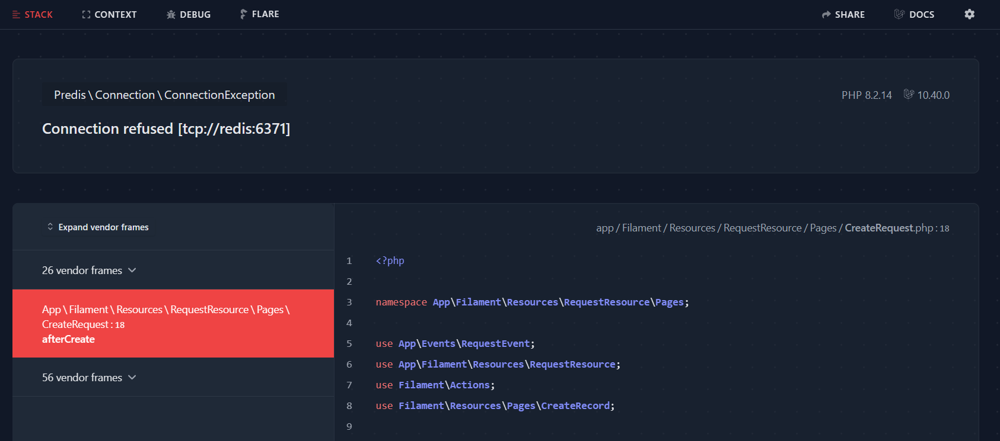 STACK CONTEXT DEBUG FLARE SHARE DOCS
Predis\Connection\ConnectionException PHP 8.2.14 10.40.0
Connection refused [tcp://redis:6371]
Expand vendor frames
26 vendor frames
App\Filament\Resources\RequestResource\Pages\
CreateRequest:18
afterCreate
56 vendor frames
app/Filament/Resources/RequestResource/Pages/CreateRequest.php:18
1 <?php
2
3 namespace App\Filament\Resources\RequestResource\Pages;
4
5 use App\Events\RequestEvent;
6 use App\Filament\Resources\RequestResource;
7 use Filament\Actions;
8 use Filament\Resources\Pages\CreateRecord;
9